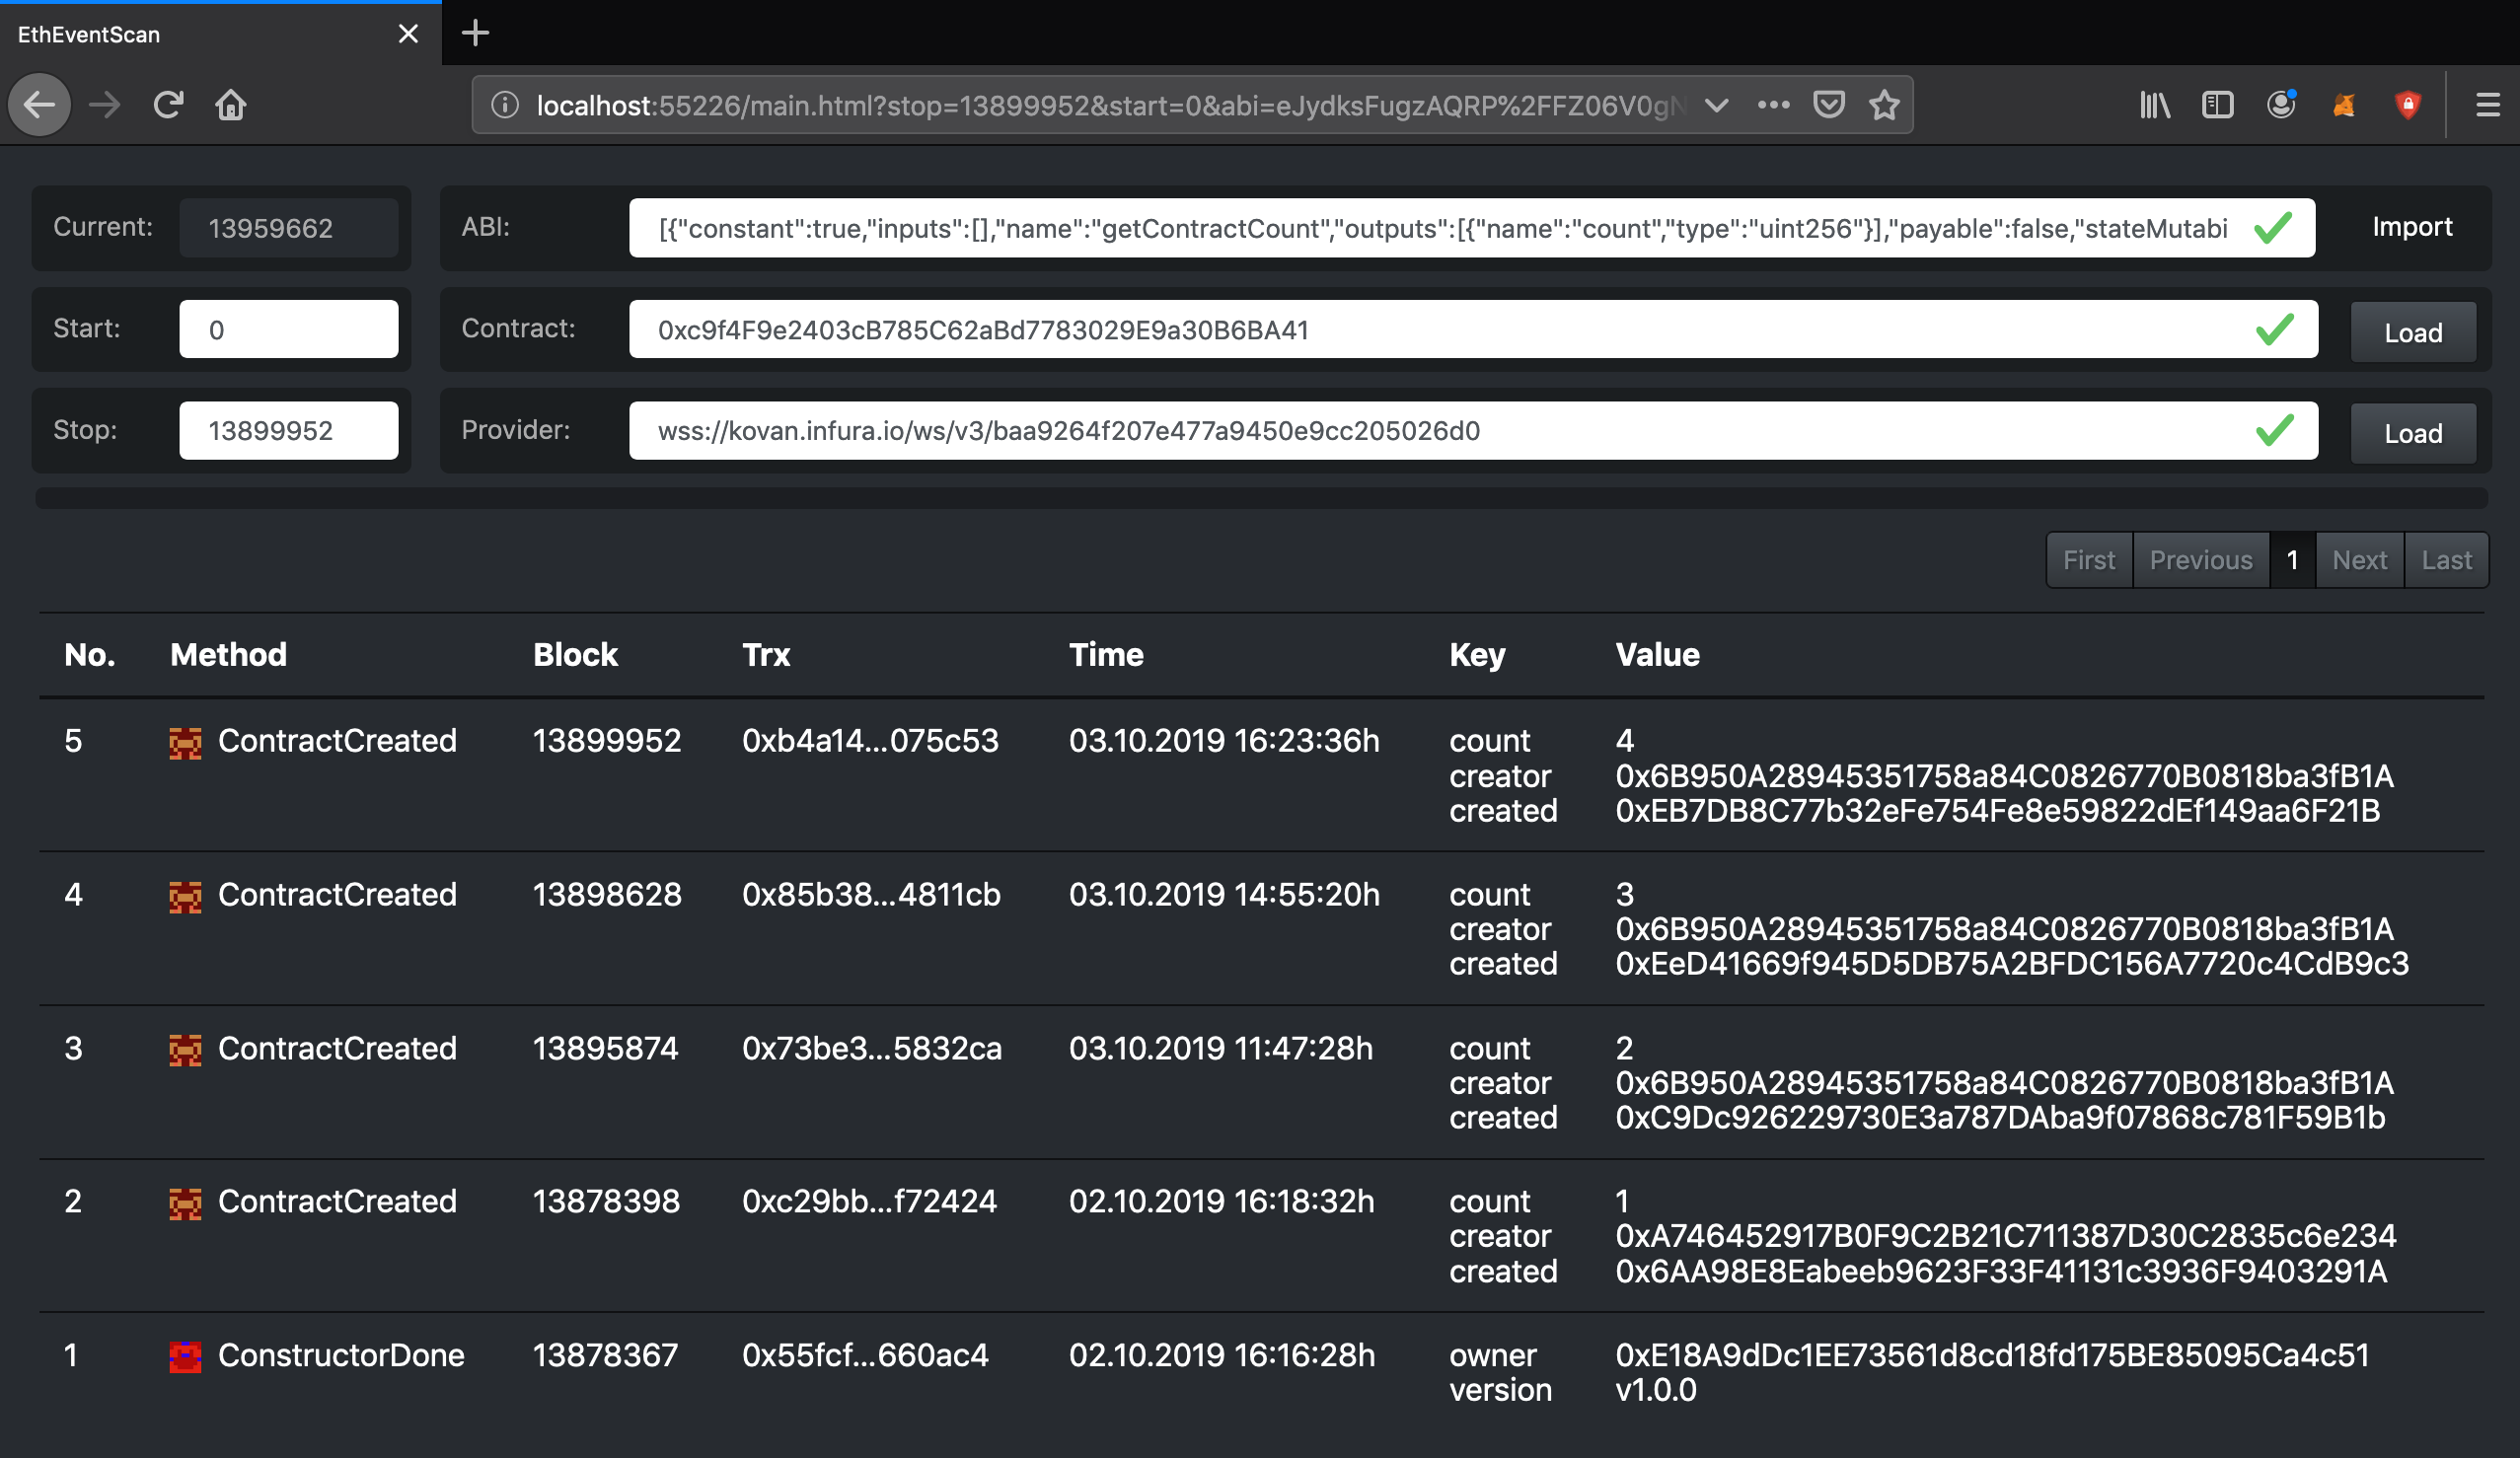 EthEventScan
localhost:55226/main.html?stop=13899952&start=0&abi=eJydksFugzAQRP%2FFZ06V0gN
Current: 13959662 ABI: [{"constant":true,"inputs":[],"name":"getContractCount","outputs":[{"name":"count","type":"uint256"}],"payable":false,"stateMutabi Import
Start: 0 Contract: 0xc9f4F9e2403cB785C62aBd7783029E9a30B6BA41 Load
Stop: 13899952 Provider: wss://kovan.infura.io/ws/v3/baa9264f207e477a9450e9cc205026d0 Load
First Previous 1 Next Last
No. Method Block Trx Time Key Value
5 ContractCreated 13899952 0xb4a14...075c53 03.10.2019 16:23:36h count 4
creator 0x6B950A28945351758a84C0826770B0818ba3fB1A
created 0xEB7DB8C77b32eFe754Fe8e59822dEf149aa6F21B
4 ContractCreated 13898628 0x85b38...4811cb 03.10.2019 14:55:20h count 3
creator 0x6B950A28945351758a84C0826770B0818ba3fB1A
created 0xEeD41669f945D5DB75A2BFDC156A7720c4CdB9c3
3 ContractCreated 13895874 0x73be3...5832ca 03.10.2019 11:47:28h count 2
creator 0x6B950A28945351758a84C0826770B0818ba3fB1A
created 0xC9Dc926229730E3a787DAba9f07868c781F59B1b
2 ContractCreated 13878398 0xc29bb...f72424 02.10.2019 16:18:32h count 1
creator 0xA746452917B0F9C2B21C711387D30C2835c6e234
created 0x6AA98E8Eabeeb9623F33F41131c3936F9403291A
1 ConstructorDone 13878367 0x55fcf...660ac4 02.10.2019 16:16:28h owner 0xE18A9dDc1EE73561d8cd18fd175BE85095Ca4c51
version v1.0.0